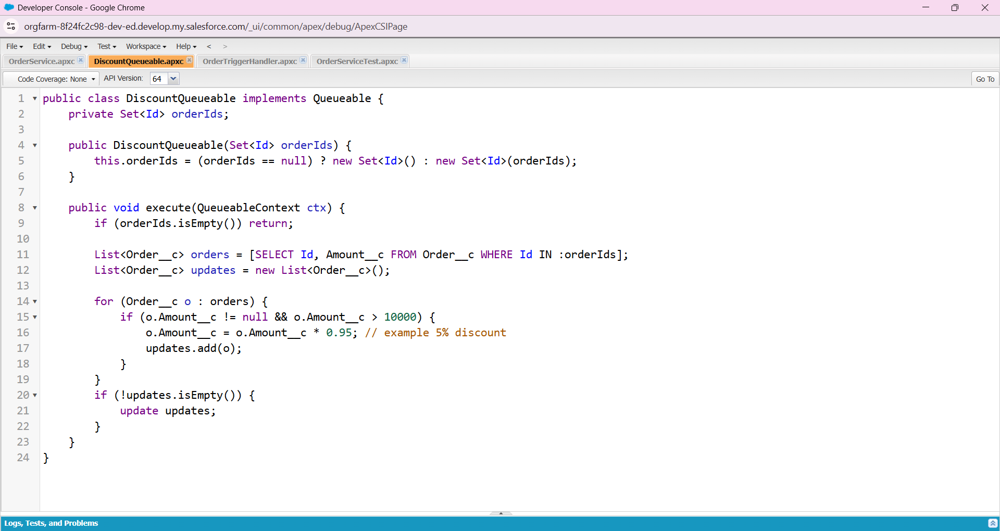 Developer Console - Google Chrome
orgfarm-8f24fc2c98-dev-ed.develop.my.salesforce.com/_ui/common/apex/debug/ApexCSIPage
File Edit Debug Test Workspace Help < >
OrderService.apxc DiscountQueueable.apxc OrderTriggerHandler.apxc OrderServiceTest.apxc
Code Coverage: None API Version: 64 Go To
1 public class DiscountQueueable implements Queueable {
2     private Set<Id> orderIds;
3
4     public DiscountQueueable(Set<Id> orderIds) {
5         this.orderIds = (orderIds == null) ? new Set<Id>() : new Set<Id>(orderIds);
6     }
7
8     public void execute(QueueableContext ctx) {
9         if (orderIds.isEmpty()) return;
10
11         List<Order__c> orders = [SELECT Id, Amount__c FROM Order__c WHERE Id IN :orderIds];
12         List<Order__c> updates = new List<Order__c>();
13
14         for (Order__c o : orders) {
15             if (o.Amount__c != null && o.Amount__c > 10000) {
16                 o.Amount__c = o.Amount__c * 0.95; // example 5% discount
17                 updates.add(o);
18             }
19         }
20         if (!updates.isEmpty()) {
21             update updates;
22         }
23     }
24 }
Logs, Tests, and Problems